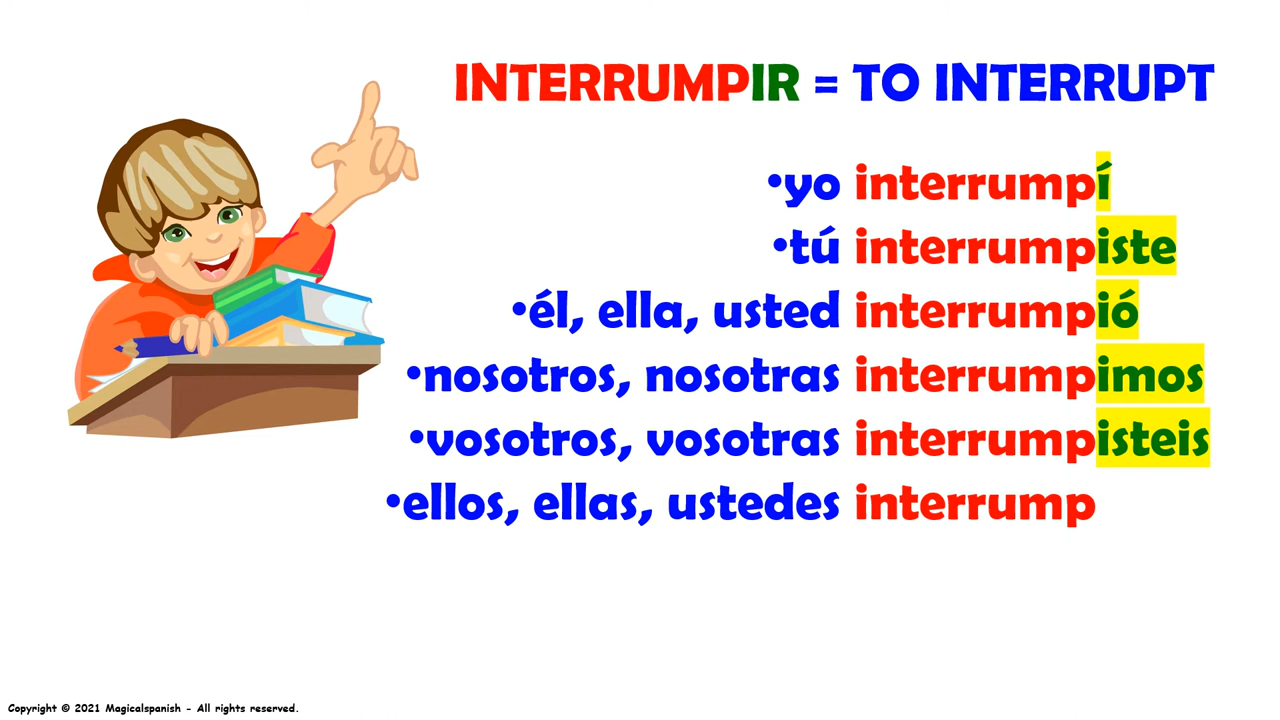 INTERRUMPIR = TO INTERRUPT
•yo interrumpí
•tú interrumpiste
•él, ella, usted interrumpió
•nosotros, nosotras interrumpimos
•vosotros, vosotras interrumpisteis
•ellos, ellas, ustedes interrump
Copyright © 2021 Magicalspanish - All rights reserved.